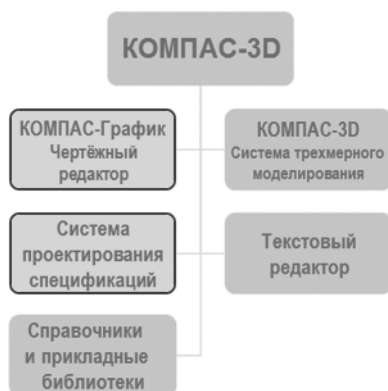 КОМПАС-3D
КОМПАС-График
Чертёжный
редактор
КОМПАС-3D
Система трехмерного
моделирования
Система
проектирования
спецификаций
Текстовый
редактор
Справочники
и прикладные
библиотеки